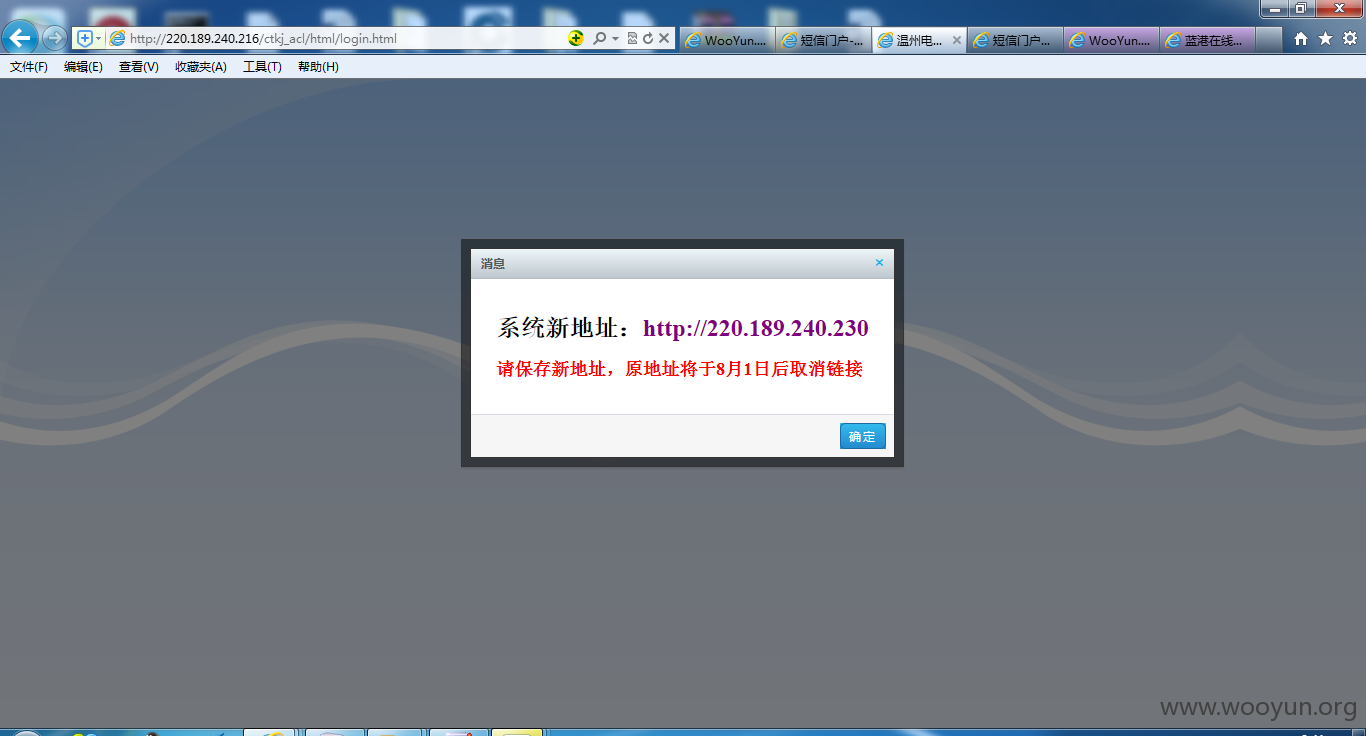 http://220.189.240.216/ctkj_acl/html/login.html
WooYun....
短信门户-...
温州电...
短信门户...
WooYun....
蓝港在线...
文件(F) 编辑(E) 查看(V) 收藏夹(A) 工具(T) 帮助(H)
消息
系统新地址：http://220.189.240.230
请保存新地址，原地址将于8月1日后取消链接
确定
www.wooyun.org